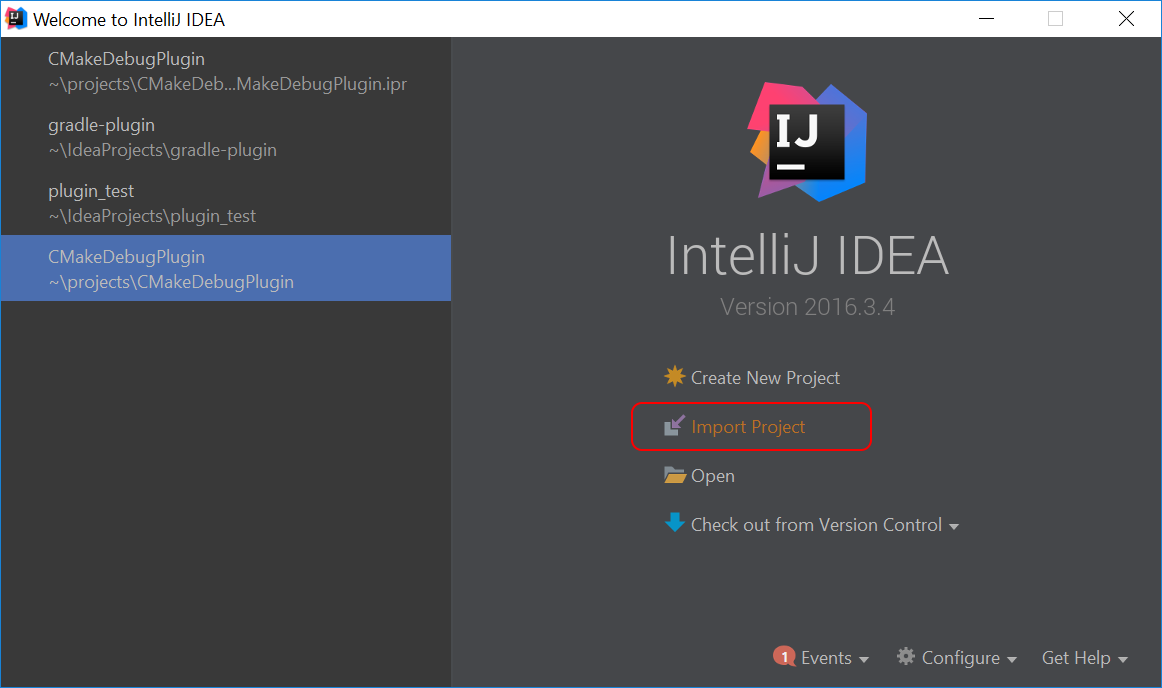 Welcome to IntelliJ IDEA
CMakeDebugPlugin
~\projects\CMakeDeb...MakeDebugPlugin.ipr
gradle-plugin
~\IdeaProjects\gradle-plugin
plugin_test
~\IdeaProjects\plugin_test
CMakeDebugPlugin
~\projects\CMakeDebugPlugin
IJ
IntelliJ IDEA
Version 2016.3.4
Create New Project
Import Project
Open
Check out from Version Control
1 Events Configure Get Help